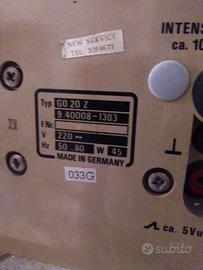 INTENS
ca. 10
NEW SERVICE
TEL.
Typ GO 20 Z
9.40008-1303
F.Nr.
V 220 ~
Hz 50...60 W 45
MADE IN GERMANY
033G
ca. 5Vu
subito